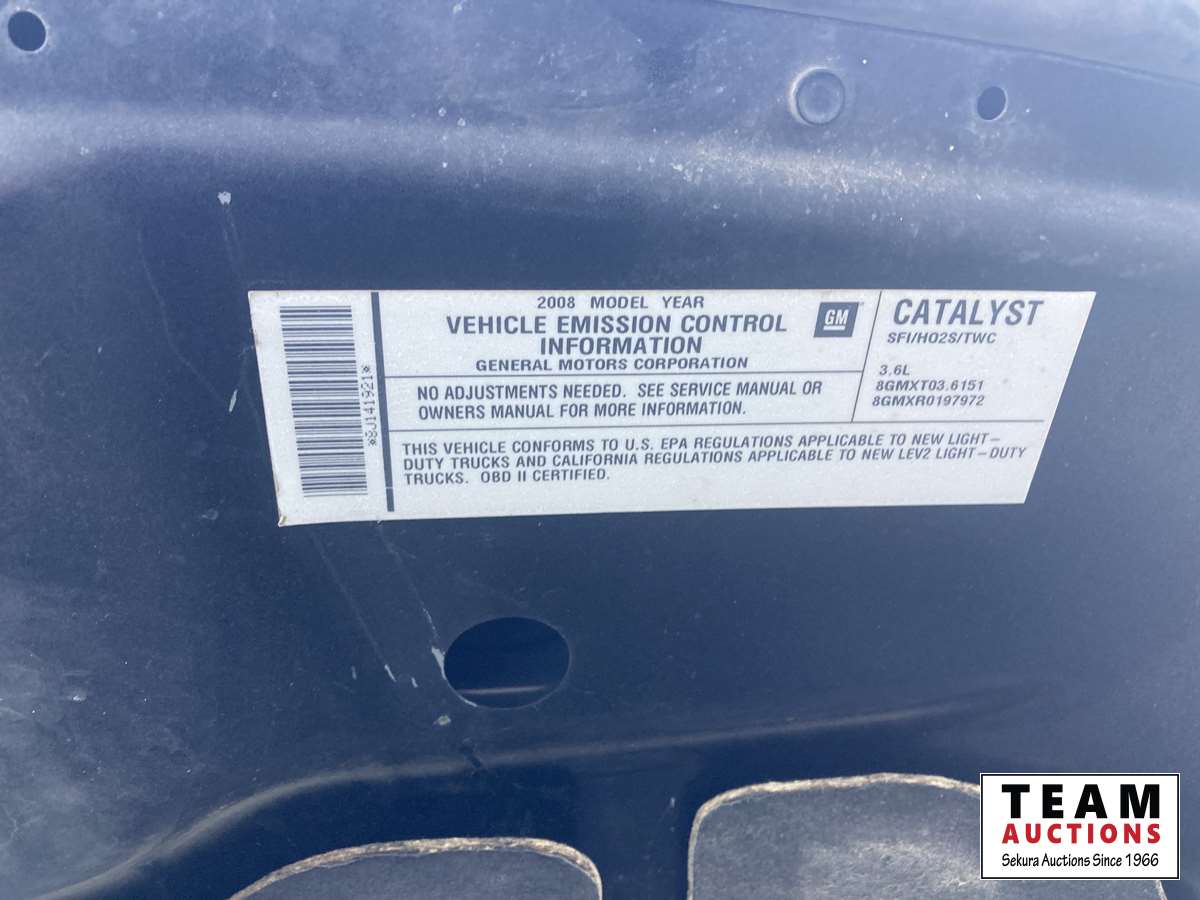 *8J141921*
2008 MODEL YEAR
VEHICLE EMISSION CONTROL
INFORMATION
GENERAL MOTORS CORPORATION
GM
NO ADJUSTMENTS NEEDED. SEE SERVICE MANUAL OR
OWNERS MANUAL FOR MORE INFORMATION.
CATALYST
SFI/HO2S/TWC
3.6L
8GMXT03.6151
8GMXR0197972
THIS VEHICLE CONFORMS TO U.S. EPA REGULATIONS APPLICABLE TO NEW LIGHT-
DUTY TRUCKS AND CALIFORNIA REGULATIONS APPLICABLE TO NEW LEV2 LIGHT-DUTY
TRUCKS. OBD II CERTIFIED.
TEAM
AUCTIONS
Sekura Auctions Since 1966